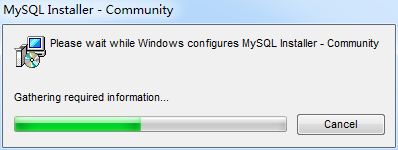 MySQL Installer - Community
Please wait while Windows configures MySQL Installer - Community
Gathering required information...
Cancel